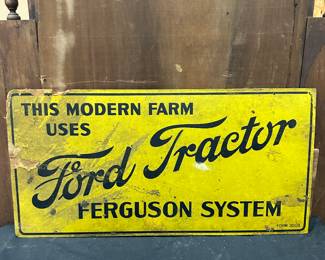 THIS MODERN FARM
USES
Ford Tractor
FERGUSON SYSTEM